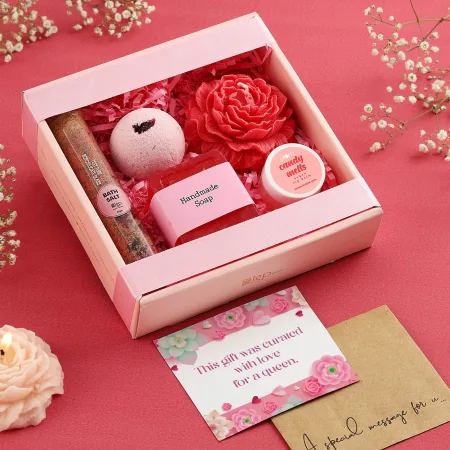 BATH
SALT
Handmade
Soap
candy
melts
This gift was curated
with love
for a queen.
A special message for u...